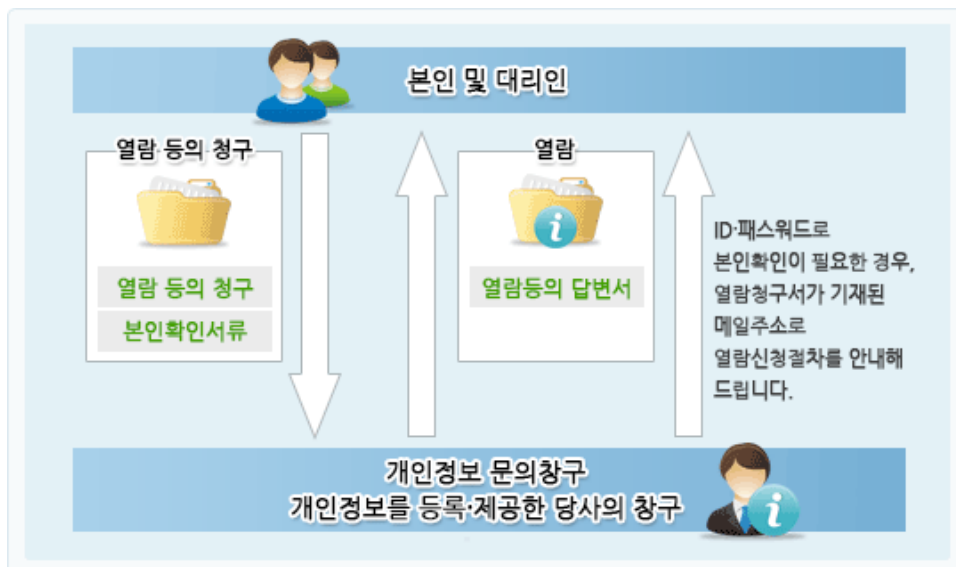 본인 및 대리인
열람 등의 청구
열람 등의 청구
본인확인서류
열람
열람등의 답변서
ID·패스워드로
본인확인이 필요한 경우,
열람청구서가 기재된
메일주소로
열람신청절차를 안내해
드립니다.
개인정보 문의창구
개인정보를 등록·제공한 당사의 창구